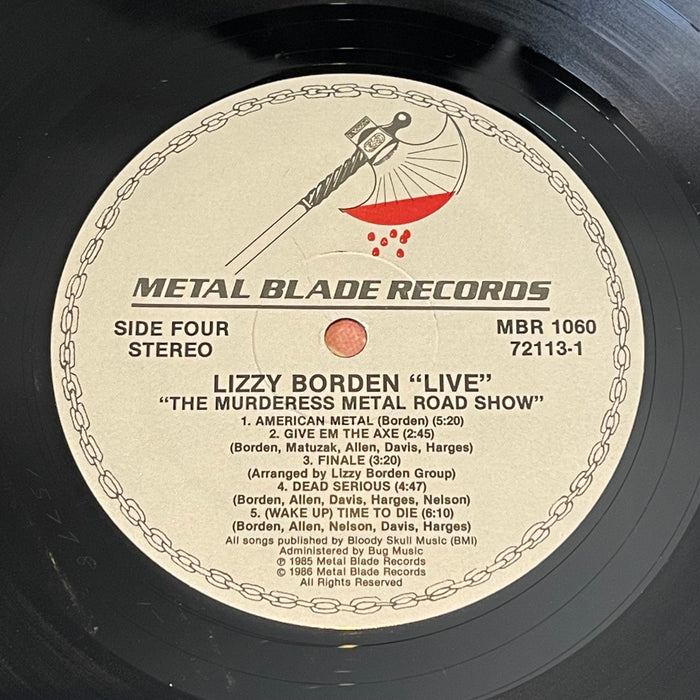 METAL BLADE RECORDS
SIDE FOUR
STEREO
MBR 1060
72113-1
LIZZY BORDEN “LIVE”
“THE MURDERESS METAL ROAD SHOW”
1. AMERICAN METAL (Borden) (5:20)
2. GIVE EM THE AXE (2:45)
(Borden, Matuzak, Allen, Davis, Harges)
3. FINALE (3:20)
(Arranged by Lizzy Borden Group)
4. DEAD SERIOUS (4:47)
(Borden, Allen, Davis, Harges, Nelson)
5. (WAKE UP) TIME TO DIE (6:10)
(Borden, Allen, Nelson, Davis, Harges)
All songs published by Bloody Skull Music (BMI)
Administered by Bug Music
℗ 1985 Metal Blade Records
© 1986 Metal Blade Records
All Rights Reserved